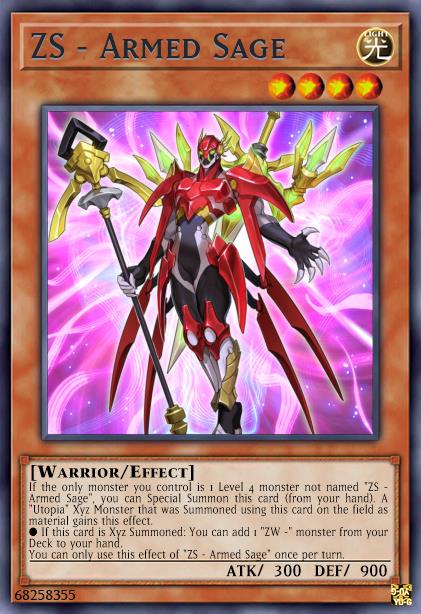 ZS - Armed Sage
LIGHT
光
[Warrior/Effect]
If the only monster you control is 1 Level 4 monster not named "ZS -
Armed Sage", you can Special Summon this card (from your hand). A
"Utopia" Xyz Monster that was Summoned using this card on the field as
material gains this effect.
● If this card is Xyz Summoned: You can add 1 "ZW -" monster from your
Deck to your hand.
You can only use this effect of "ZS - Armed Sage" once per turn.
ATK/ 300 DEF/ 900
68258355